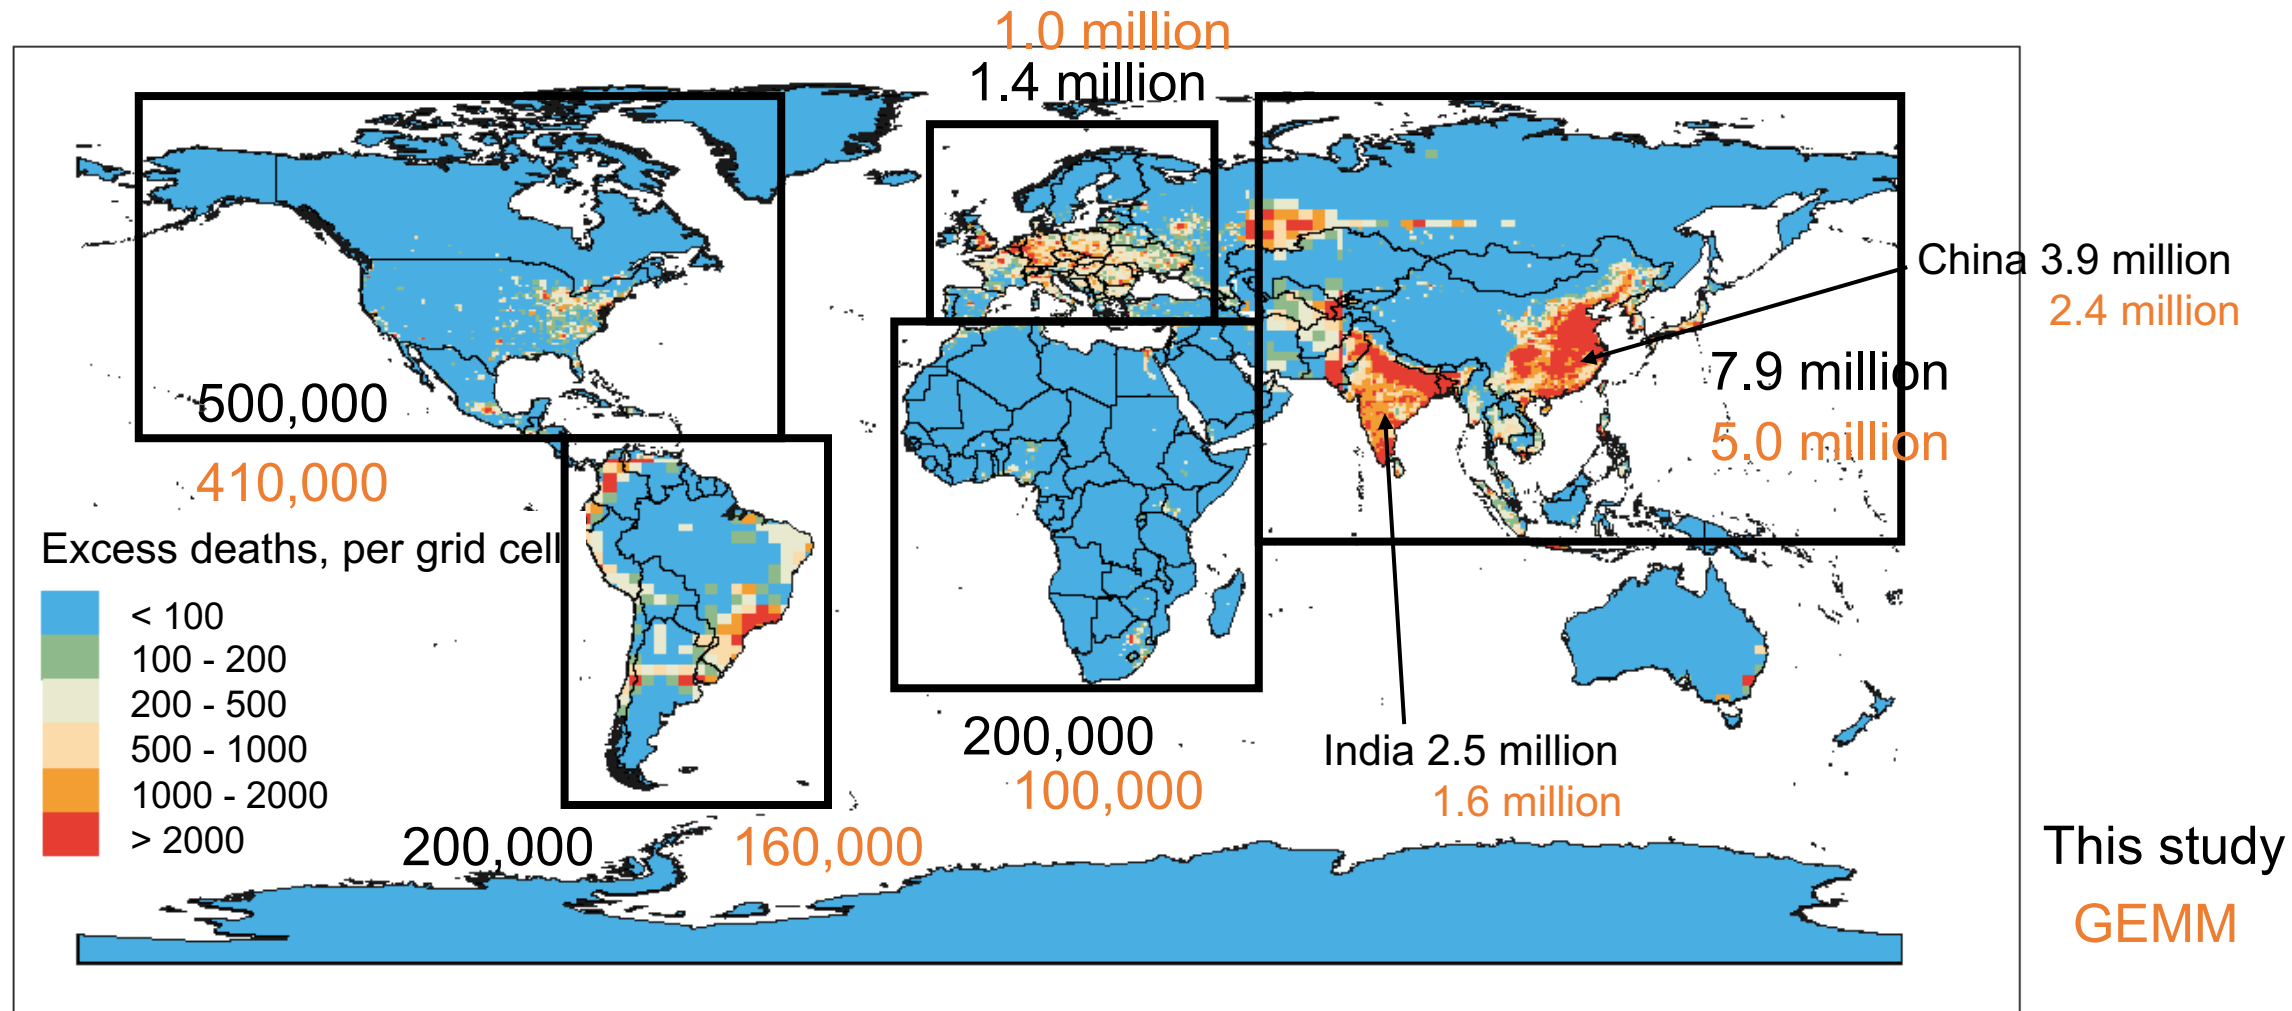 1.0 million
1.4 million
China 3.9 million
2.4 million
7.9 million
5.0 million
500,000
410,000
Excess deaths, per grid cell
< 100
100 - 200
200 - 500
500 - 1000
1000 - 2000
> 2000
200,000
100,000
India 2.5 million
1.6 million
200,000
160,000
This study
GEMM